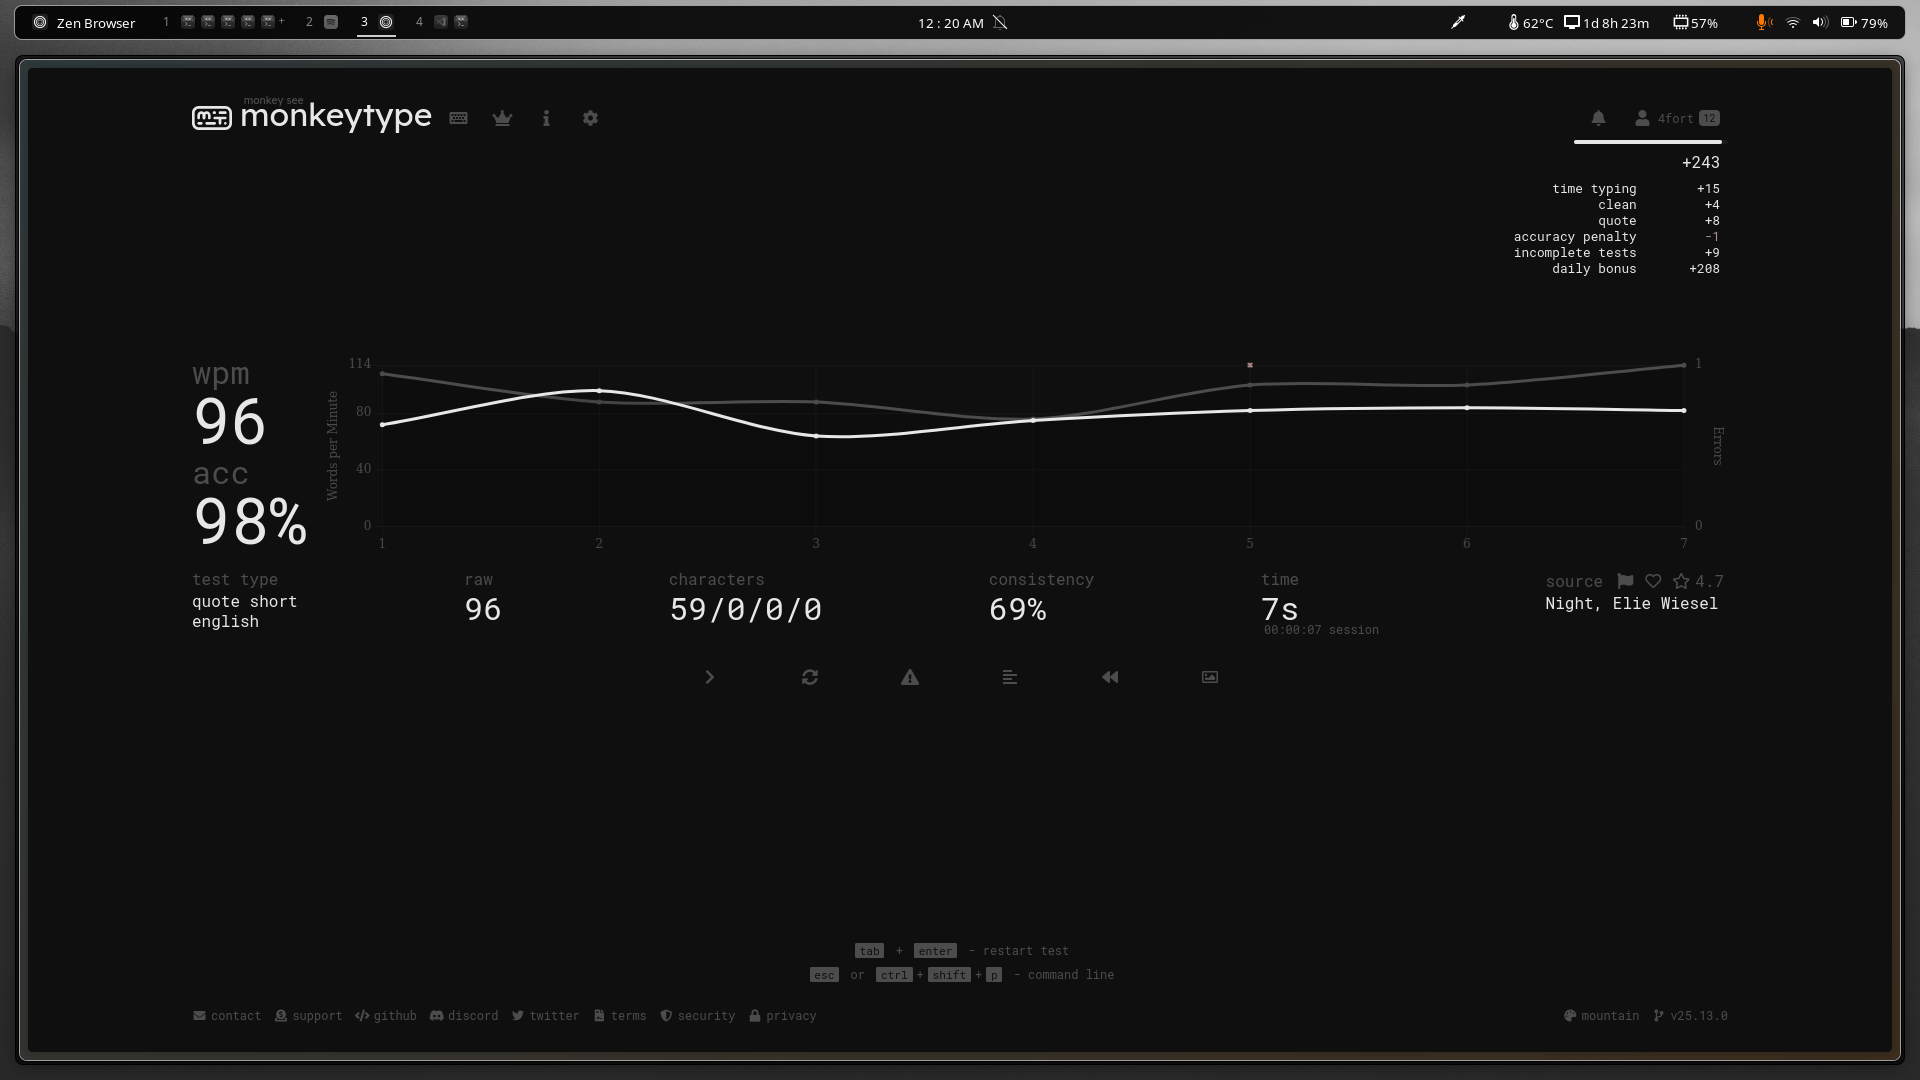 Zen Browser 1 + 2 3 4 12 : 20 AM 62°C 1d 8h 23m 57% 79%
monkey see
monkeytype
4fort 12
+243
time typing +15
clean +4
quote +8
accuracy penalty -1
incomplete tests +9
daily bonus +208
wpm
96
acc
98%
Words per Minute
114
80
40
0
1 2 3 4 5 6 7
1
0
Errors
test type
quote short
english
raw
96
characters
59/0/0/0
consistency
69%
time
7s
00:00:07 session
source 4.7
Night, Elie Wiesel
tab + enter - restart test
esc or ctrl + shift + p - command line
contact support github discord twitter terms security privacy mountain v25.13.0